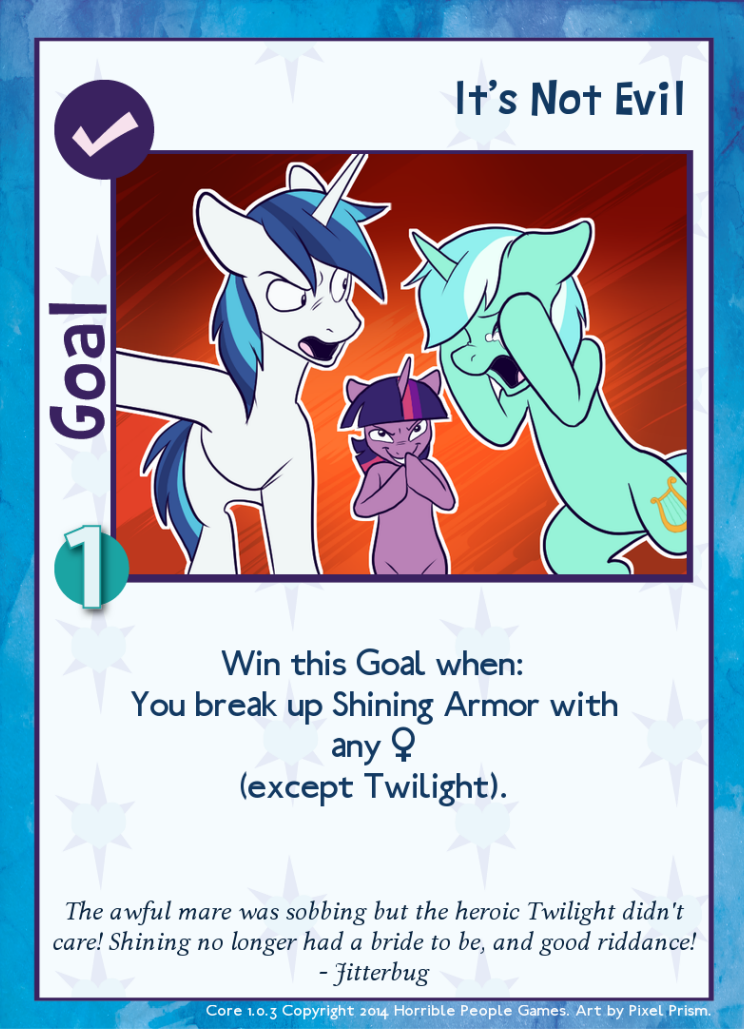 It's Not Evil
Goal
1
Win this Goal when:
You break up Shining Armor with
any ♀
(except Twilight).
The awful mare was sobbing but the heroic Twilight didn't
care! Shining no longer had a bride to be, and good riddance!
- Jitterbug
Core 1.0.3 Copyright 2014 Horrible People Games. Art by Pixel Prism.